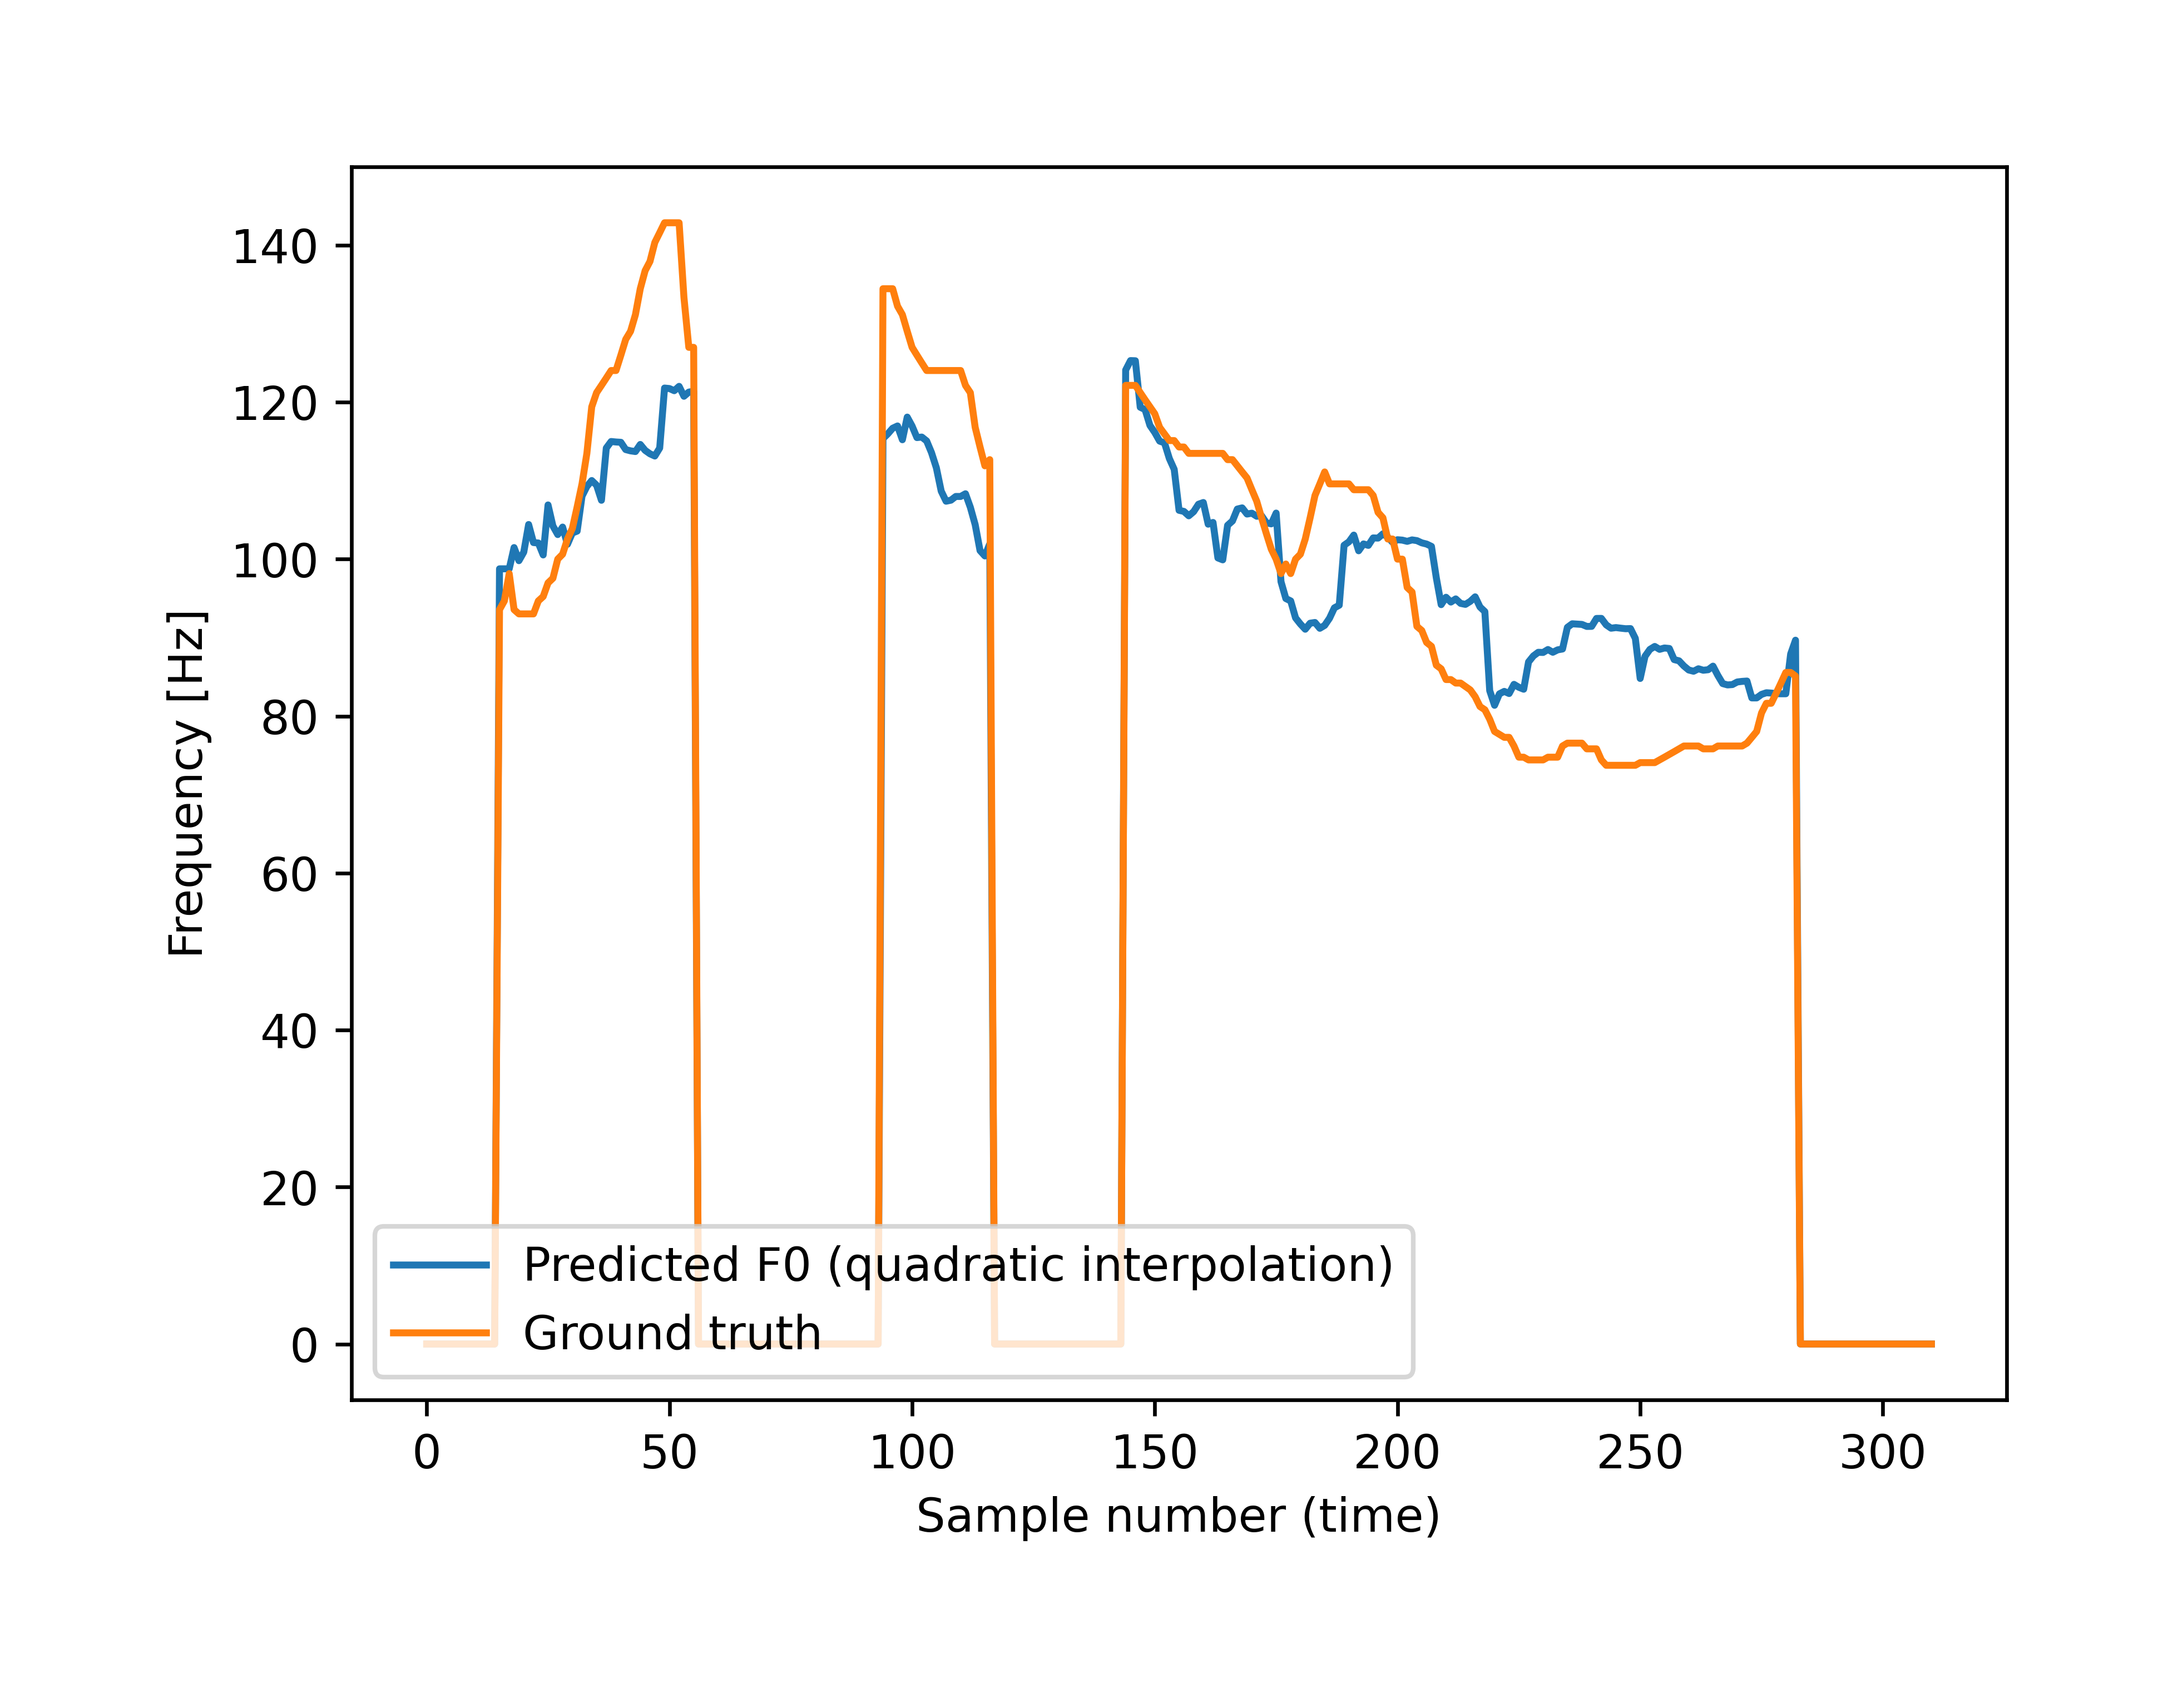 140
120
100
80
60
40
20
0
Frequency [Hz]
Predicted F0 (quadratic interpolation)
Ground truth
0 50 100 150 200 250 300
Sample number (time)